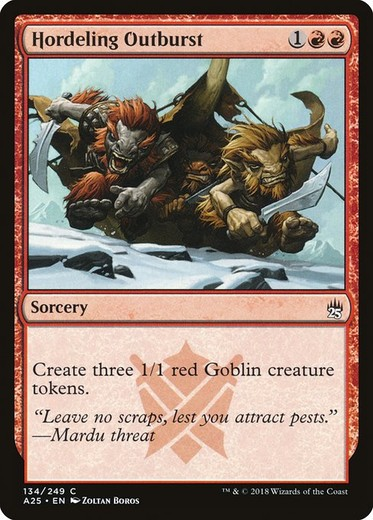 Hordeling Outburst 1
Sorcery
25
Create three 1/1 red Goblin creature
tokens.
“Leave no scraps, lest you attract pests.”
—Mardu threat
134/249 C
A25 • EN Zoltan Boros
™ & © 2018 Wizards of the Coast